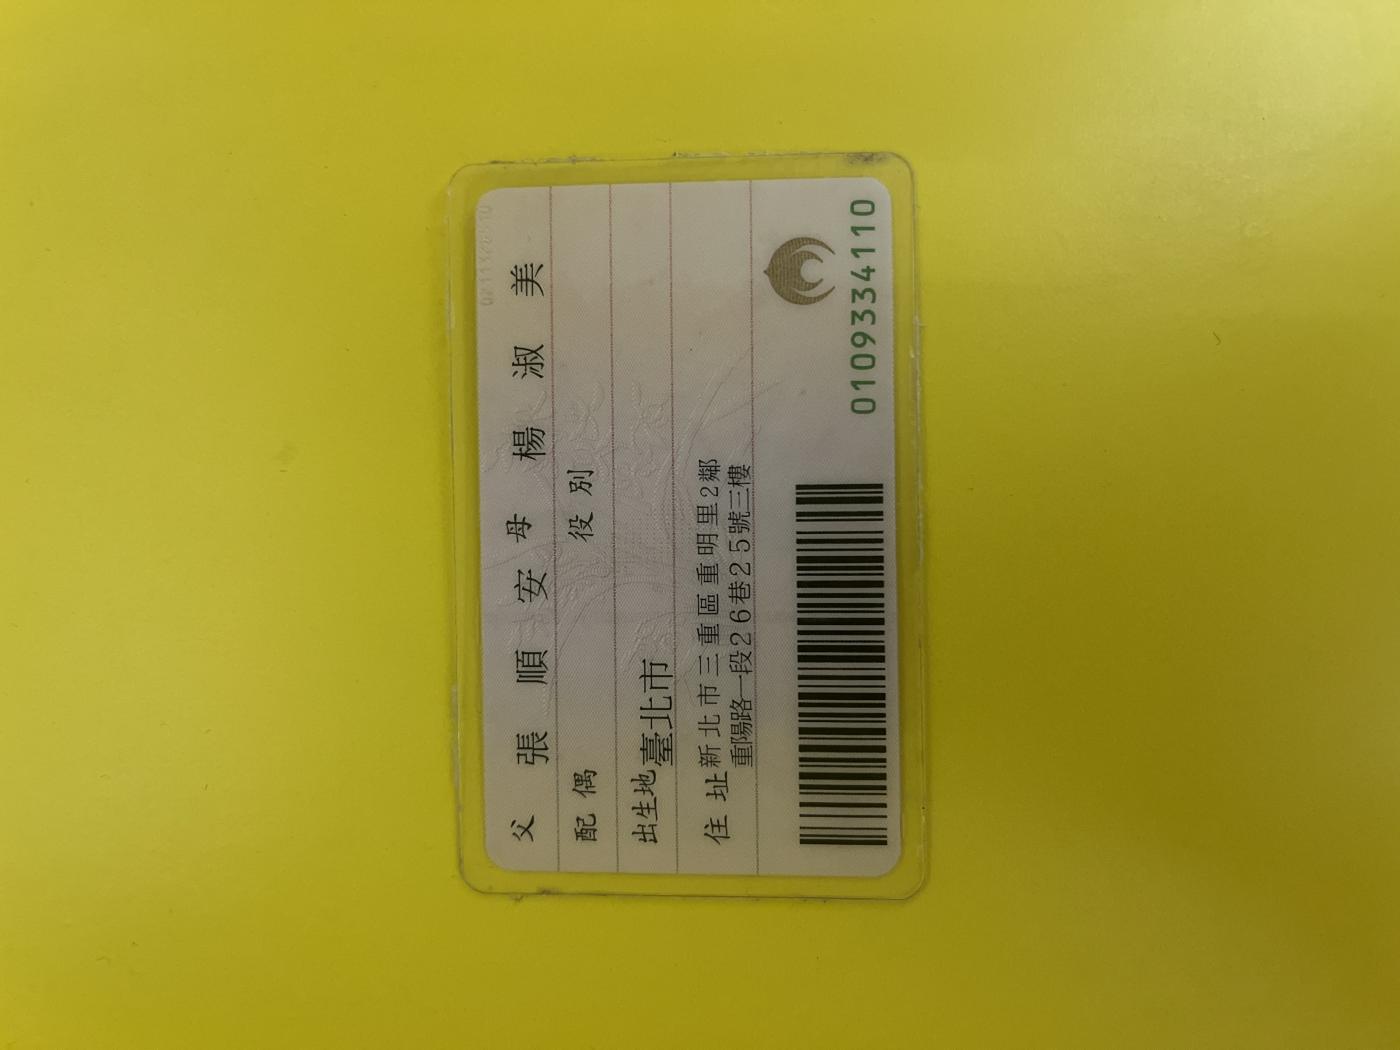 父 張順安 母 楊淑美
配偶 役別
出生地 臺北市
住址 新北市三重區重明里2鄰
重陽路一段26巷25號三樓
0109334110